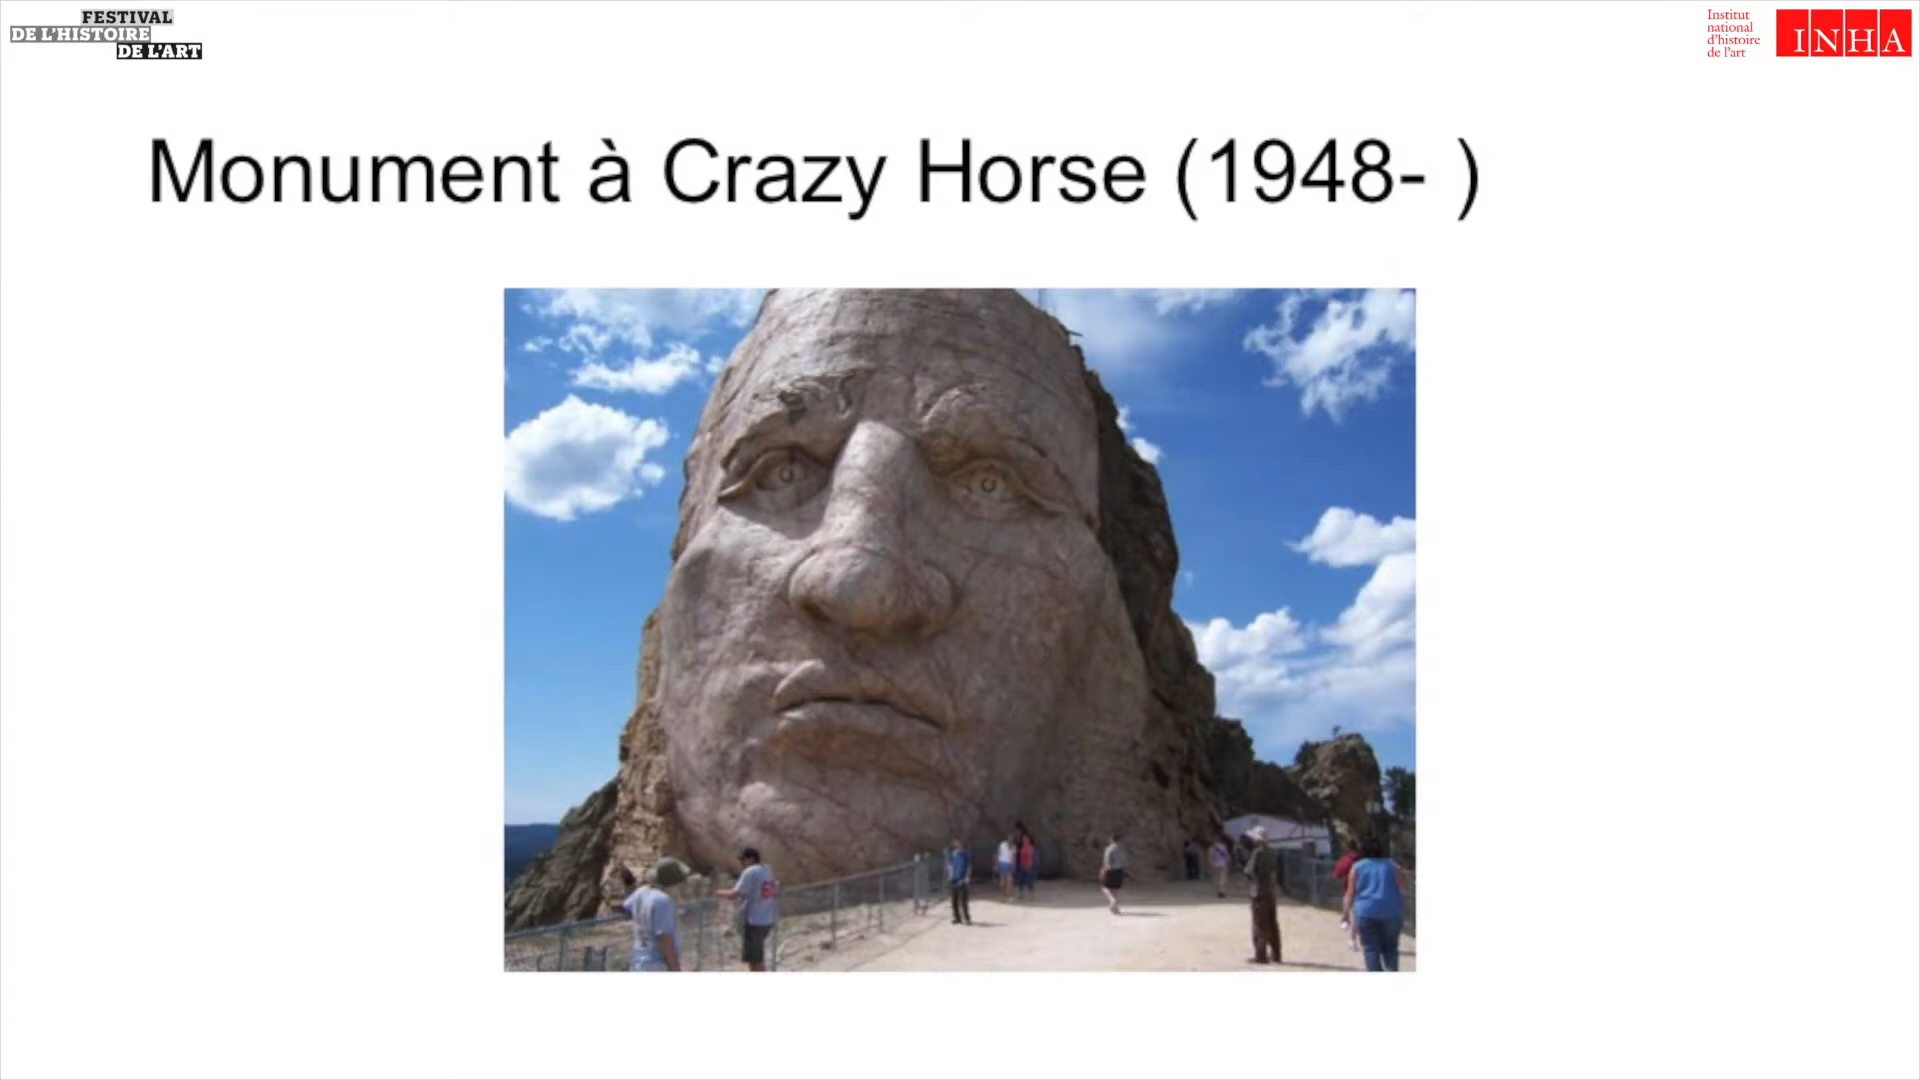 FESTIVAL
DE L'HISTOIRE
DE L'ART
Institut
national
d'histoire
de l'art
INHA
Monument à Crazy Horse (1948- )